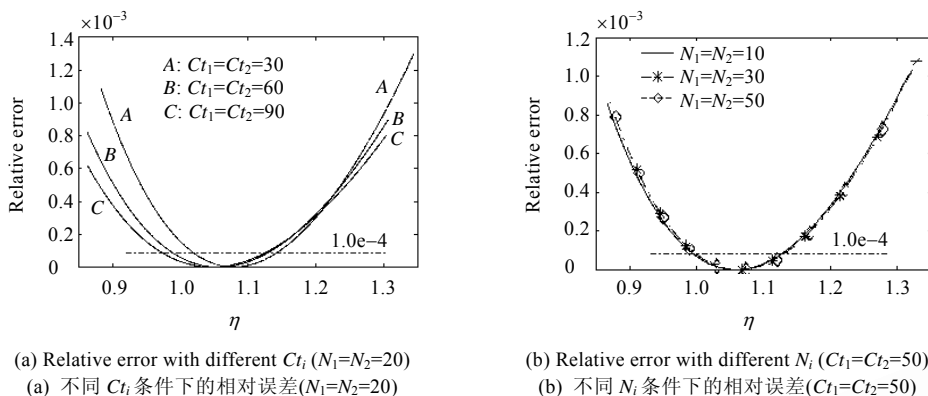 ×10⁻³
1.4
1.2
1.0
0.8
0.6
0.4
0.2
0
Relative error
A: Ct₁=Ct₂=30
B: Ct₁=Ct₂=60
C: Ct₁=Ct₂=90
A
B
C
A
B
C
1.0e−4
0.9 1.0 1.1 1.2 1.3
η
(a) Relative error with different Ctᵢ (N₁=N₂=20)
(a) 不同 Ctᵢ 条件下的相对误差(N₁=N₂=20)
×10⁻³
1.2
1.0
0.8
0.6
0.4
0.2
0
Relative error
N₁=N₂=10
N₁=N₂=30
N₁=N₂=50
1.0e−4
0.9 1.0 1.1 1.2 1.3
η
(b) Relative error with different Nᵢ (Ct₁=Ct₂=50)
(b) 不同 Nᵢ 条件下的相对误差(Ct₁=Ct₂=50)